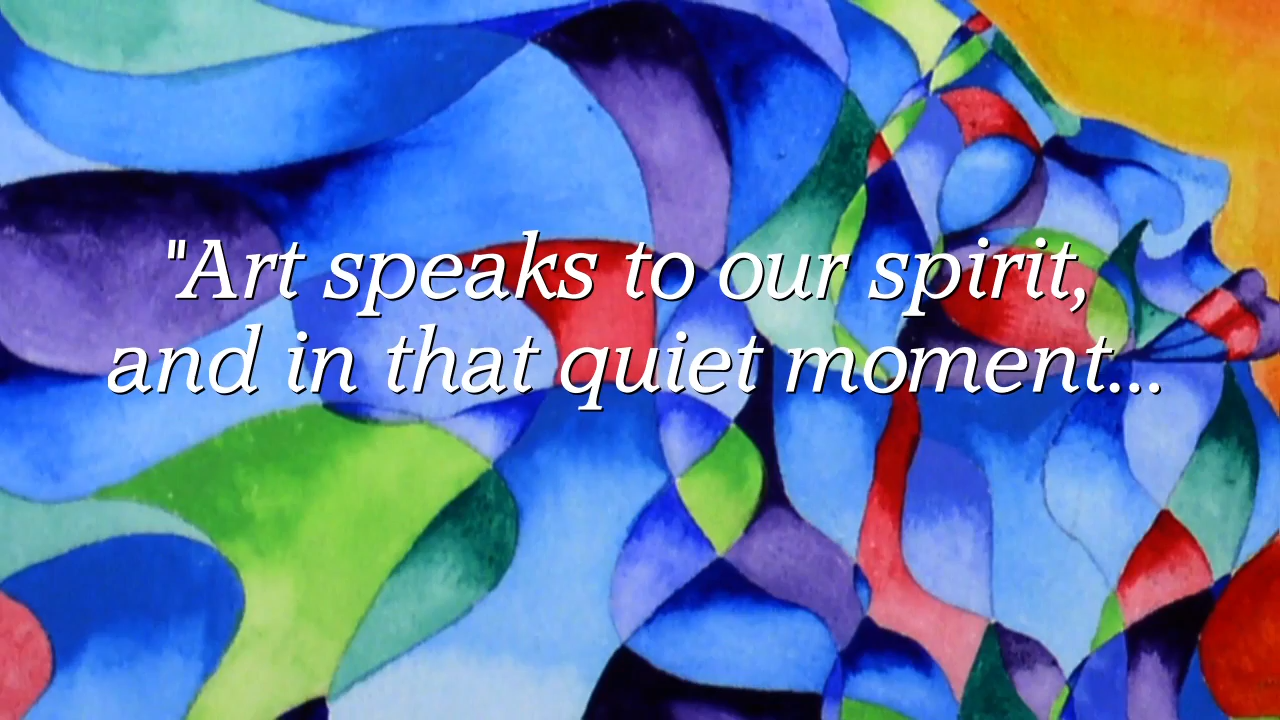 "Art speaks to our spirit,
and in that quiet moment...